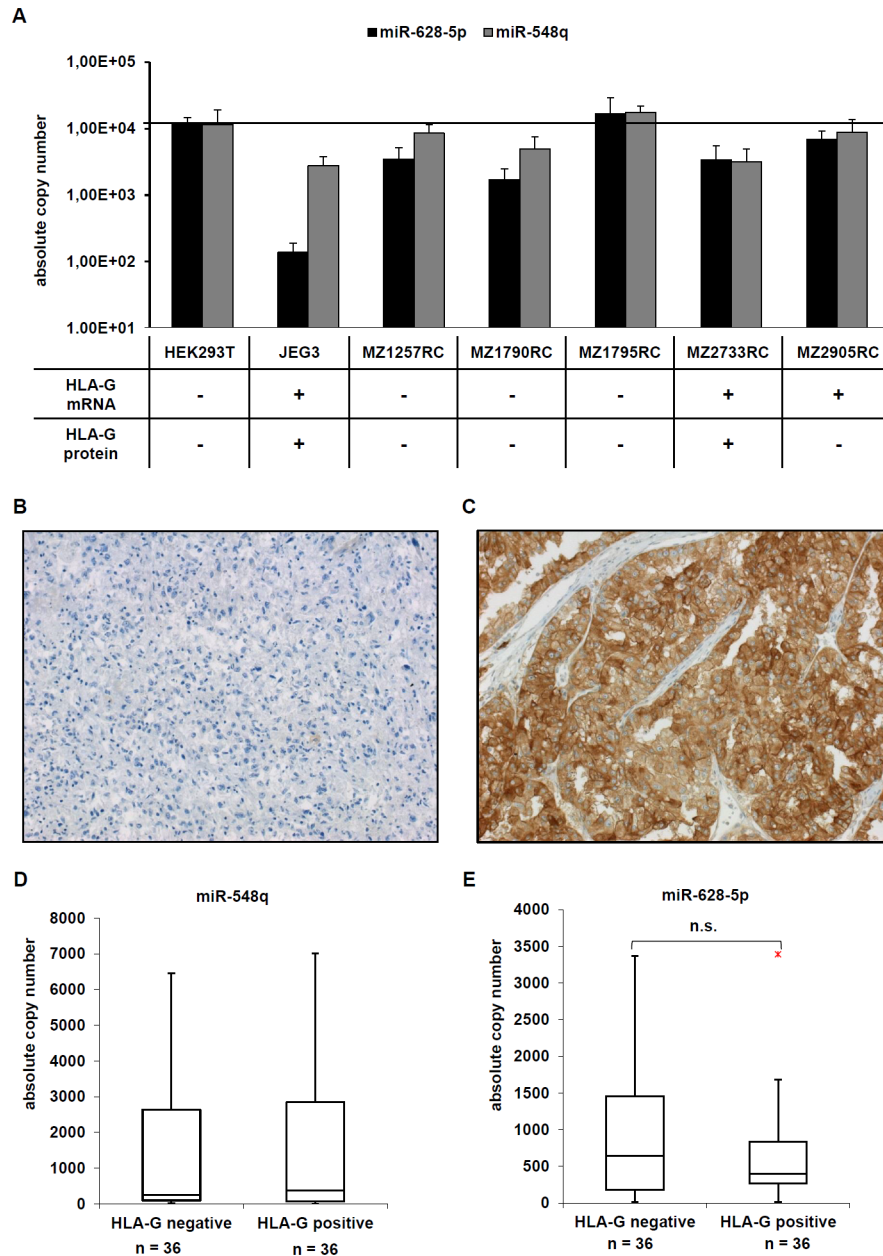 A
miR-628-5p miR-548q
absolute copy number
1,00E+05
1,00E+04
1,00E+03
1,00E+02
1.00E+01
HEK293T JEG3 MZ1257RC MZ1790RC MZ1795RC MZ2733RC MZ2905RC
HLA-G
mRNA
- + - - - + +
HLA-G
protein
- + - - - + -
B
C
D
miR-548q
absolute copy number
8000
7000
6000
5000
4000
3000
2000
1000
0
HLA-G negative HLA-G positive
n = 36 n = 36
E
miR-628-5p
n.s.
absolute copy number
4000
3500
3000
2500
2000
1500
1000
500
0
HLA-G negative HLA-G positive
n = 36 n = 36